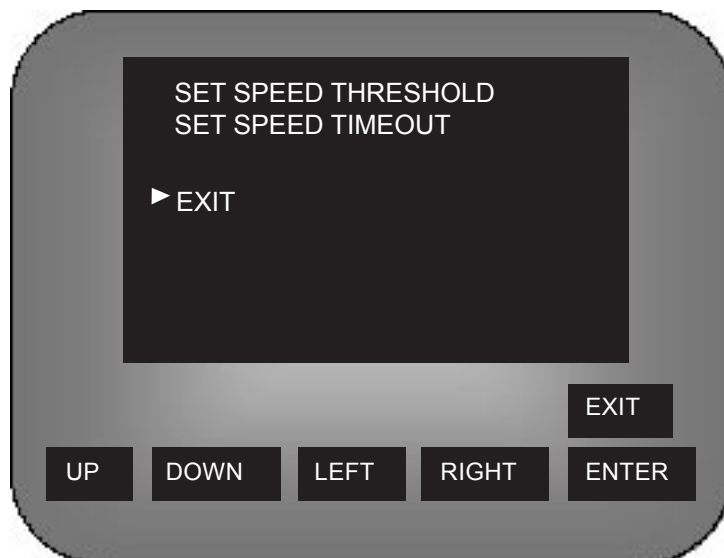 SET SPEED THRESHOLD
SET SPEED TIMEOUT
EXIT
EXIT
UP DOWN LEFT RIGHT ENTER